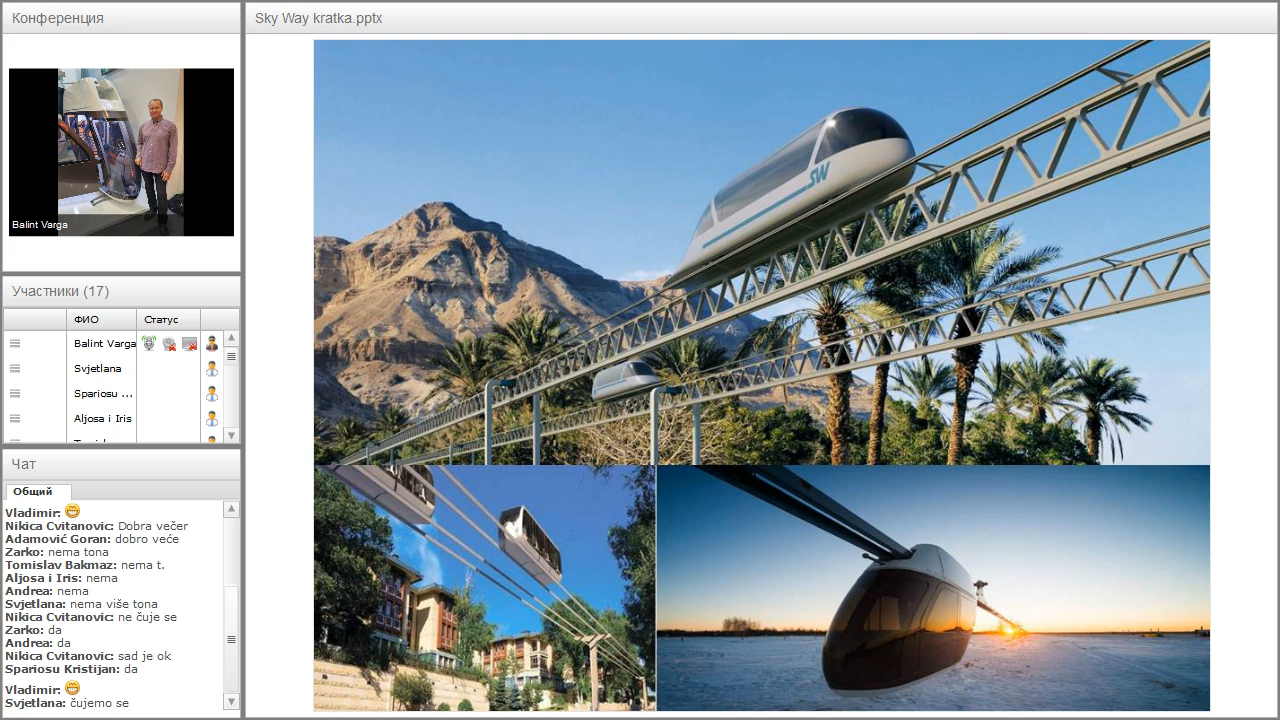 Конференция
Balint Varga
Участники (17)
ФИО Статус
Balint Varga
Svjetlana
Spariosu ...
Aljosa i Iris
Чат
Общий
Vladimir:
Nikica Cvitanovic: Dobra večer
Adamović Goran: dobro veće
Zarko: nema tona
Tomislav Bakmaz: nema t.
Aljosa i Iris: nema
Andrea: nema
Svjetlana: nema više tona
Nikica Cvitanovic: ne čuje se
Zarko: da
Andrea: da
Nikica Cvitanovic: sad je ok
Spariosu Kristijan: da
Vladimir:
Svjetlana: čujemo se
Sky Way kratka.pptx
SW